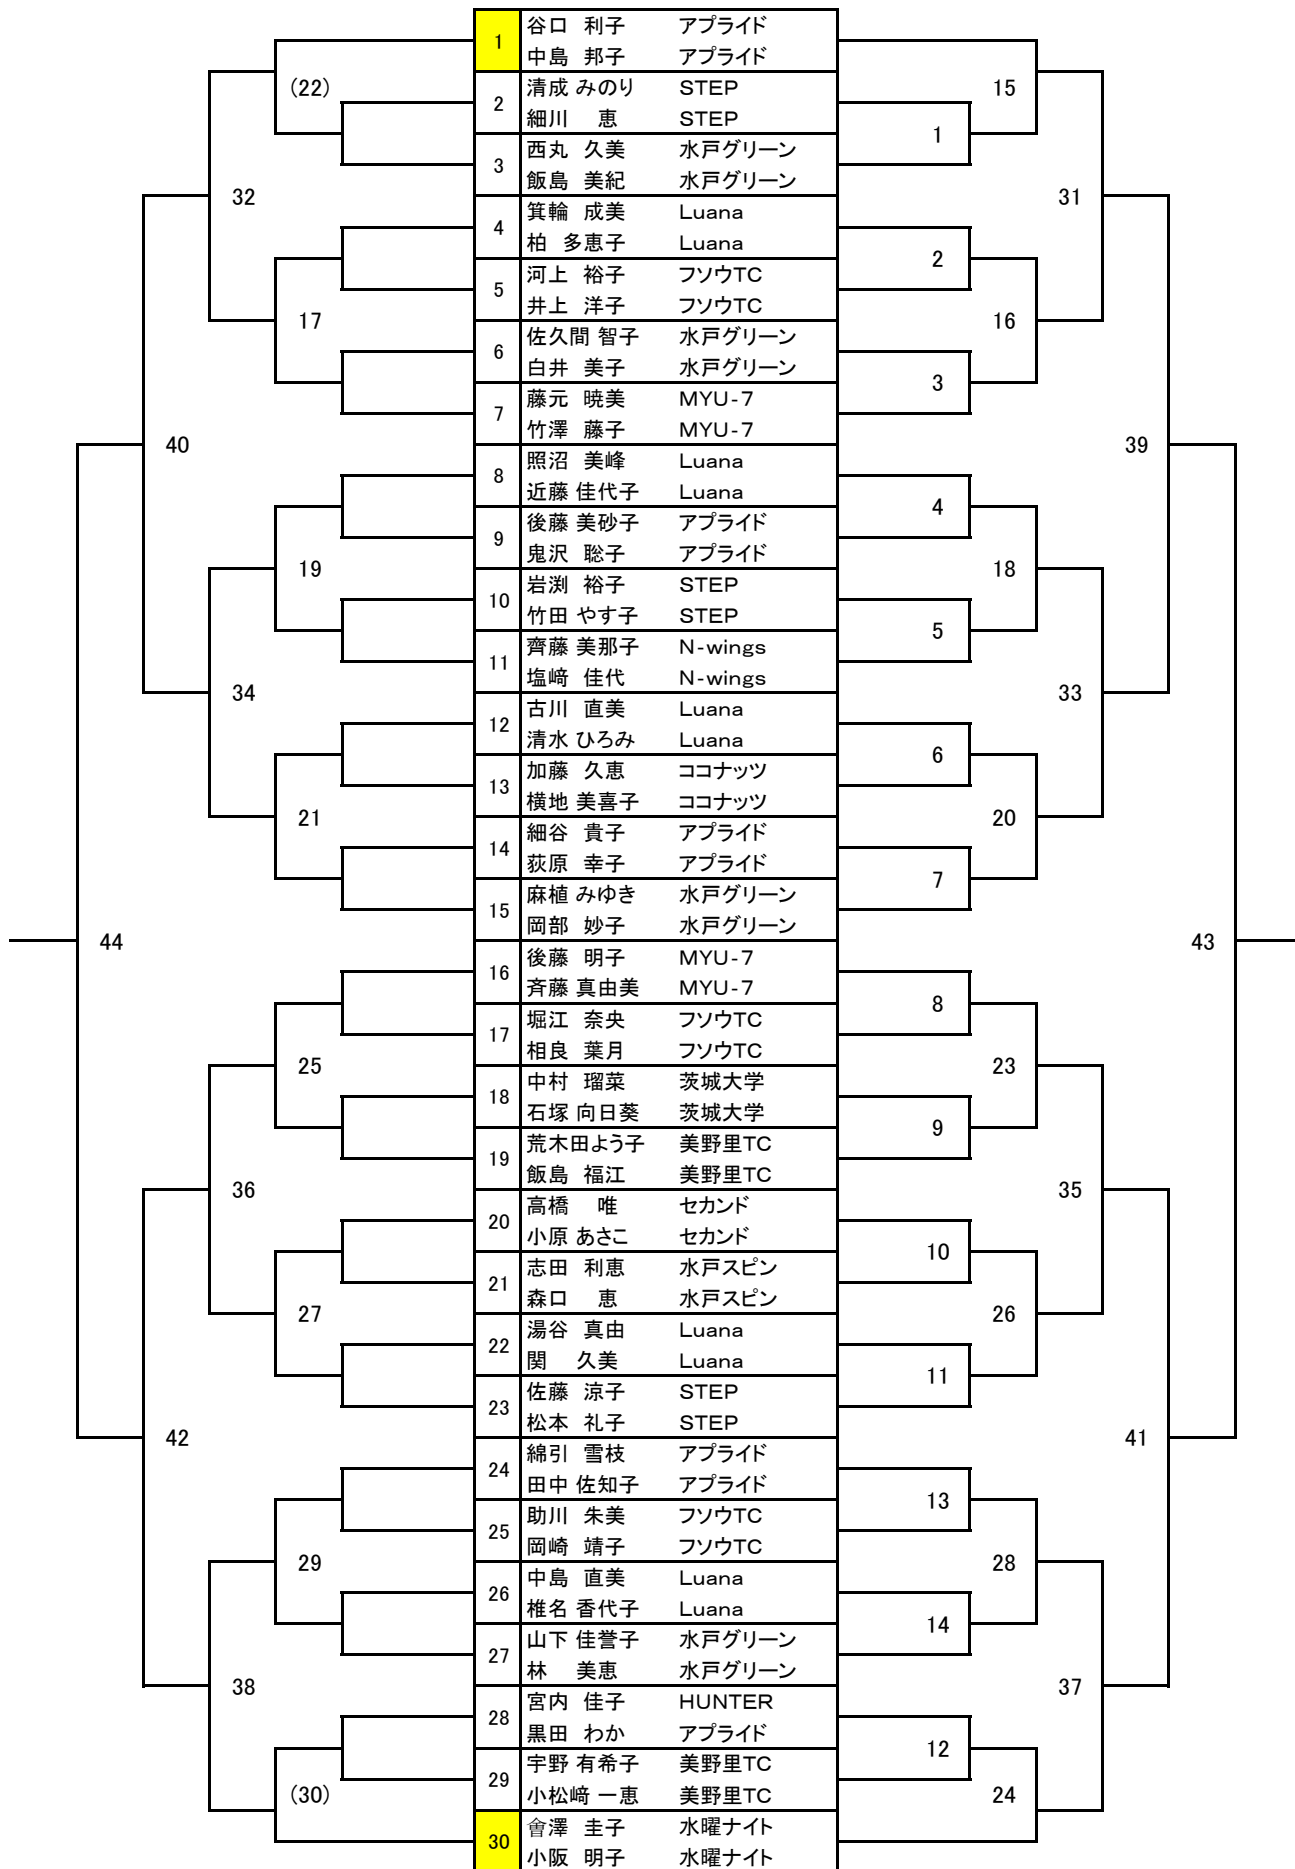 1
谷口 利子 アプライド
中島 邦子 アプライド
(22)
15
2
清成 みのり STEP
細川 恵 STEP
1
3
西丸 久美 水戸グリーン
飯島 美紀 水戸グリーン
32
31
4
箕輪 成美 Luana
柏 多恵子 Luana
2
5
河上 裕子 フソウTC
井上 洋子 フソウTC
17
16
6
佐久間 智子 水戸グリーン
白井 美子 水戸グリーン
3
7
藤元 暁美 MYU-7
竹澤 藤子 MYU-7
40
39
8
照沼 美峰 Luana
近藤 佳代子 Luana
4
9
後藤 美砂子 アプライド
鬼沢 聡子 アプライド
19
18
10
岩渕 裕子 STEP
竹田 やす子 STEP
5
11
齊藤 美那子 N-wings
塩﨑 佳代 N-wings
34
33
12
古川 直美 Luana
清水 ひろみ Luana
6
13
加藤 久恵 ココナッツ
横地 美喜子 ココナッツ
21
20
14
細谷 貴子 アプライド
荻原 幸子 アプライド
7
15
麻植 みゆき 水戸グリーン
岡部 妙子 水戸グリーン
44
43
16
後藤 明子 MYU-7
斉藤 真由美 MYU-7
8
17
堀江 奈央 フソウTC
相良 葉月 フソウTC
25
23
18
中村 瑠菜 茨城大学
石塚 向日葵 茨城大学
9
19
荒木田よう子 美野里TC
飯島 福江 美野里TC
36
35
20
高橋 唯 セカンド
小原 あさこ セカンド
10
21
志田 利恵 水戸スピン
森口 恵 水戸スピン
27
26
22
湯谷 真由 Luana
関 久美 Luana
11
23
佐藤 涼子 STEP
松本 礼子 STEP
42
41
24
綿引 雪枝 アプライド
田中 佐知子 アプライド
13
25
助川 朱美 フソウTC
岡崎 靖子 フソウTC
29
28
26
中島 直美 Luana
椎名 香代子 Luana
14
27
山下 佳誉子 水戸グリーン
林 美恵 水戸グリーン
38
37
28
宮内 佳子 HUNTER
黒田 わか アプライド
12
29
宇野 有希子 美野里TC
小松﨑 一恵 美野里TC
(30)
24
30
會澤 圭子 水曜ナイト
小阪 明子 水曜ナイト